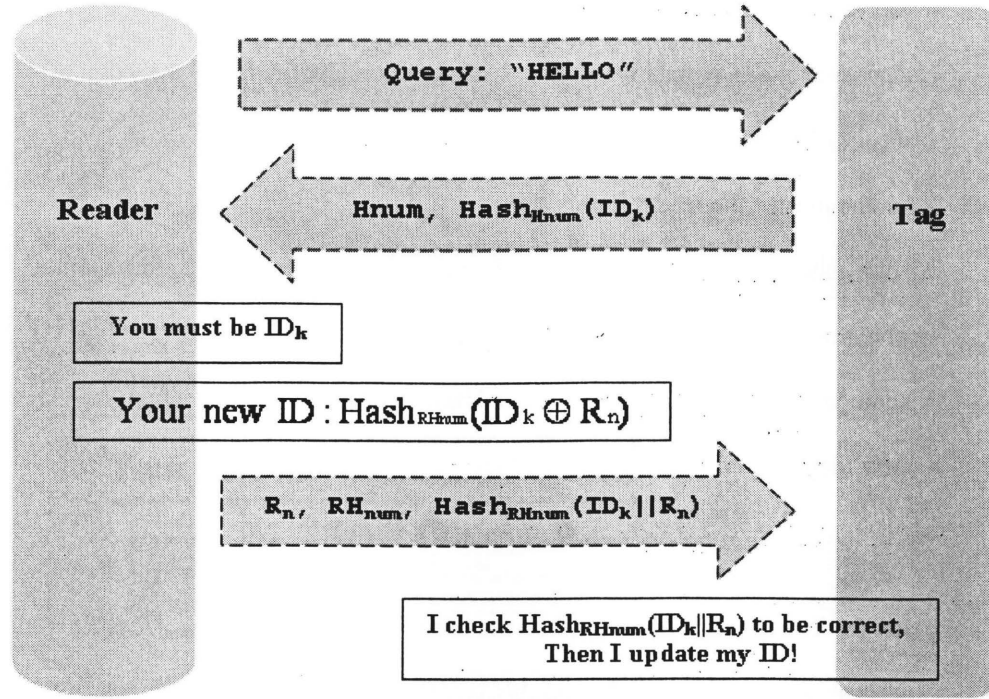 Query: “HELLO”
Reader
Hnum, Hash_Hnum(ID_k)
Tag
You must be ID_k
Your new ID : Hash_RHnum(ID_k ⊕ R_n)
R_n, RH_num, Hash_RHnum(ID_k||R_n)
I check Hash_RHnum(ID_k||R_n) to be correct,
Then I update my ID!